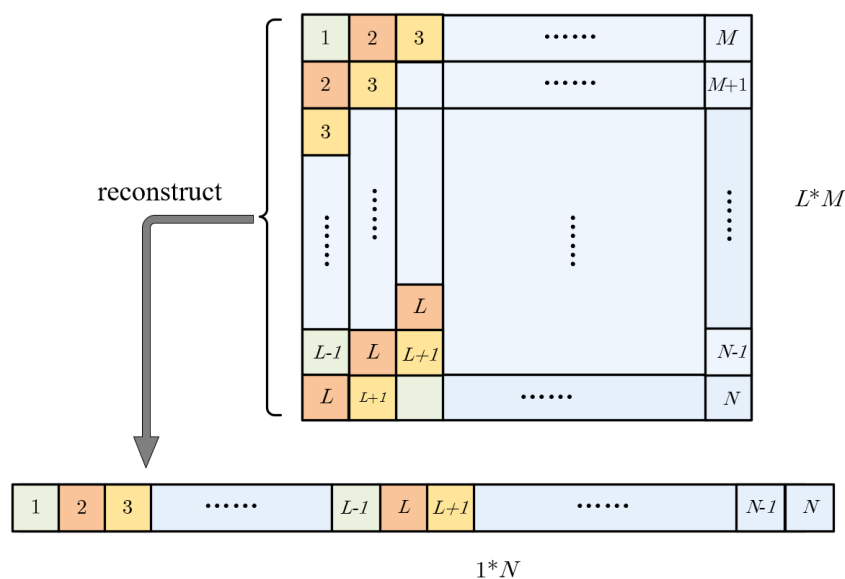 1 2 3 ...... M
2 3 ...... M+1
3
reconstruct
L*M
......
......
......
......
L
L-1 L L+1 N-1
L L+1 ...... N
1 2 3 ...... L-1 L L+1 ...... N-1 N
1*N